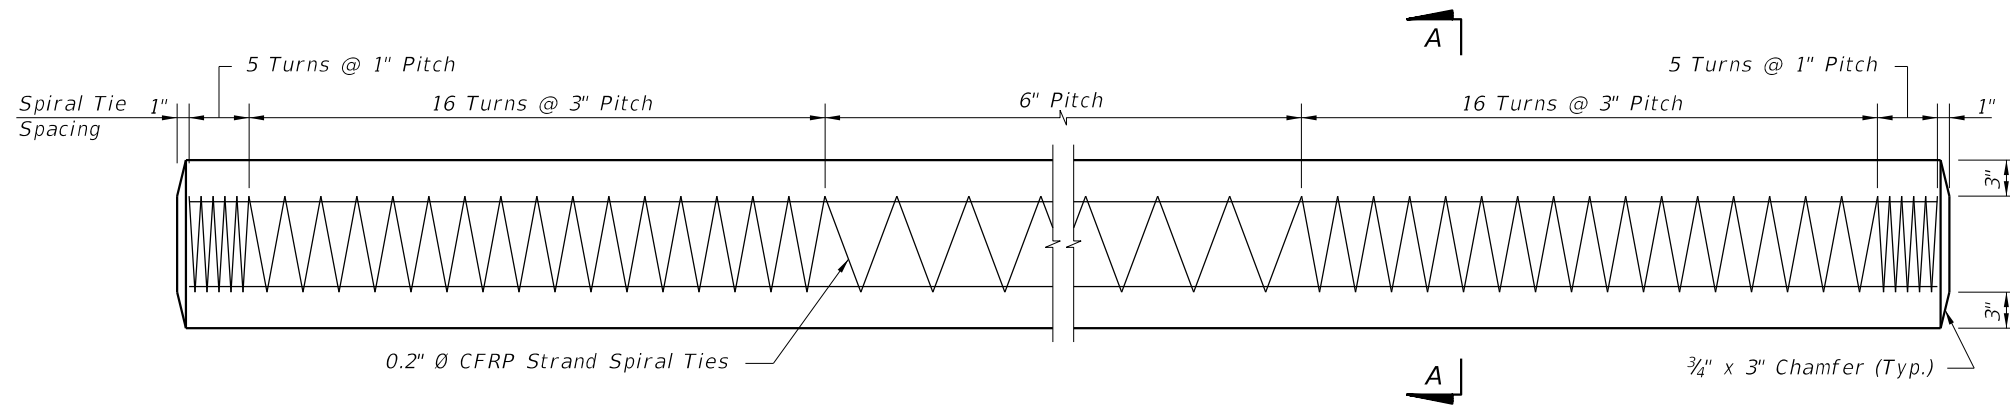 A
5 Turns @ 1" Pitch
5 Turns @ 1" Pitch
Spiral Tie
Spacing
1"
16 Turns @ 3" Pitch
6" Pitch
16 Turns @ 3" Pitch
1"
3"
3"
0.2" Ø CFRP Strand Spiral Ties
A
¾" x 3" Chamfer (Typ.)